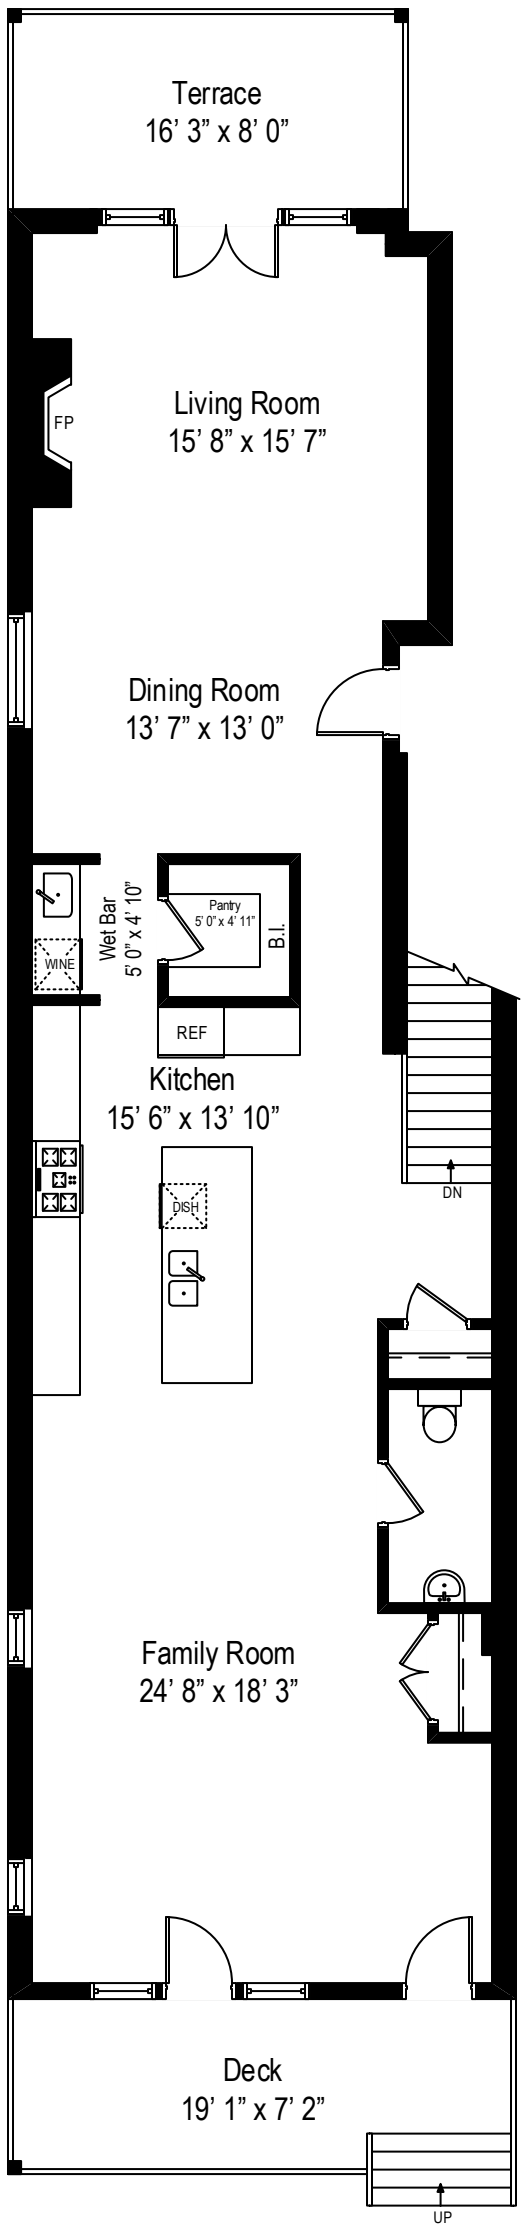 Terrace
16’ 3” x 8’ 0”
FP
Living Room
15’ 8” x 15’ 7”
Dining Room
13’ 7” x 13’ 0”
Wet Bar
5’ 0” x 4’ 10”
Pantry
5’ 0” x 4’ 11”
B.I.
WINE
REF
Kitchen
15’ 6” x 13’ 10”
DN
DISH
Family Room
24’ 8” x 18’ 3”
Deck
19’ 1” x 7’ 2”
UP